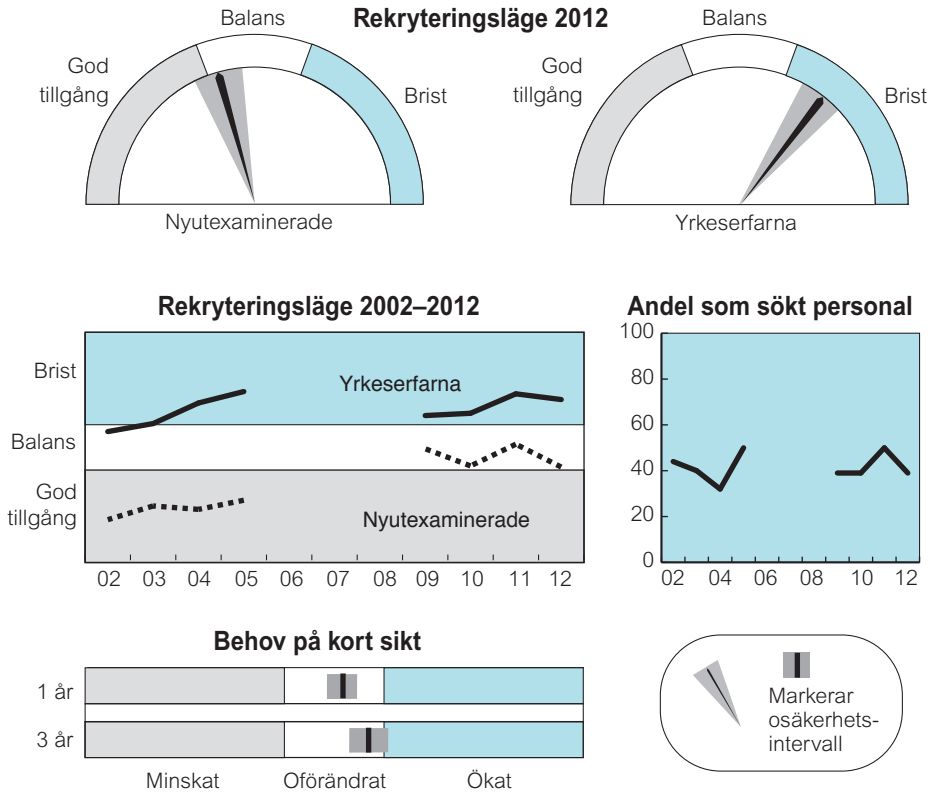 Rekryteringsläge 2012
Balans
God
tillgång
Brist
Nyutexaminerade
Balans
God
tillgång
Brist
Yrkeserfarna
Rekryteringsläge 2002–2012
Brist
Balans
God
tillgång
Yrkeserfarna
Nyutexaminerade
02 03 04 05 06 07 08 09 10 11 12
Andel som sökt personal
100
80
60
40
20
0
02 04 06 08 10 12
Behov på kort sikt
1 år
3 år
Minskat Oförändrat Ökat
Markerar
osäkerhets-
intervall